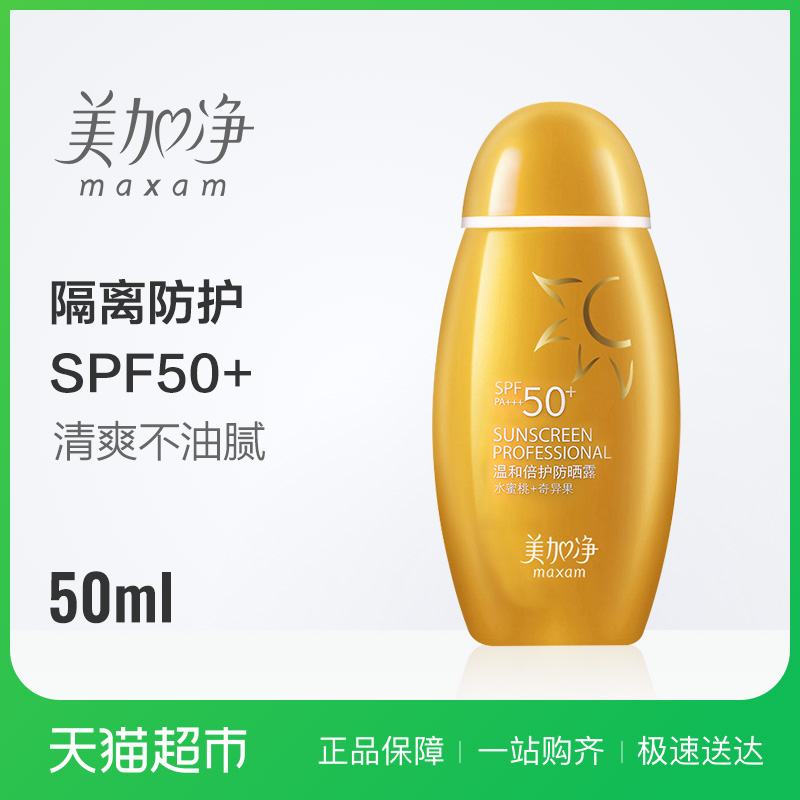 美加净
maxam
隔离防护
SPF50+
清爽不油腻
50ml
SPF
PA+++
50+
SUNSCREEN
PROFESSIONAL
温和倍护防晒露
水蜜桃+奇异果
美加净
maxam
天猫超市
正品保障 | 一站购齐 | 极速送达